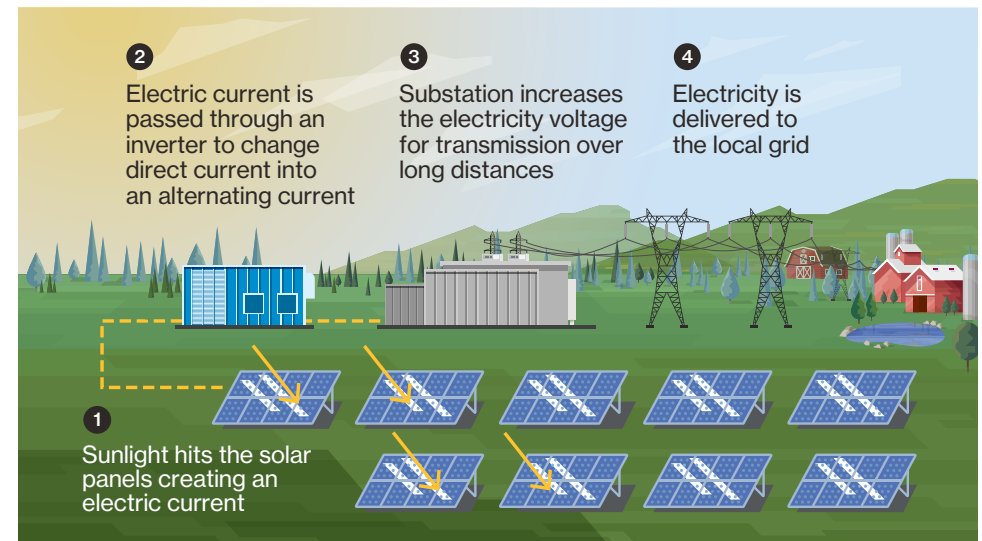 2
Electric current is
passed through an
inverter to change
direct current into
an alternating current
3
Substation increases
the electricity voltage
for transmission over
long distances
4
Electricity is
delivered to
the local grid
1
Sunlight hits the solar
panels creating an
electric current